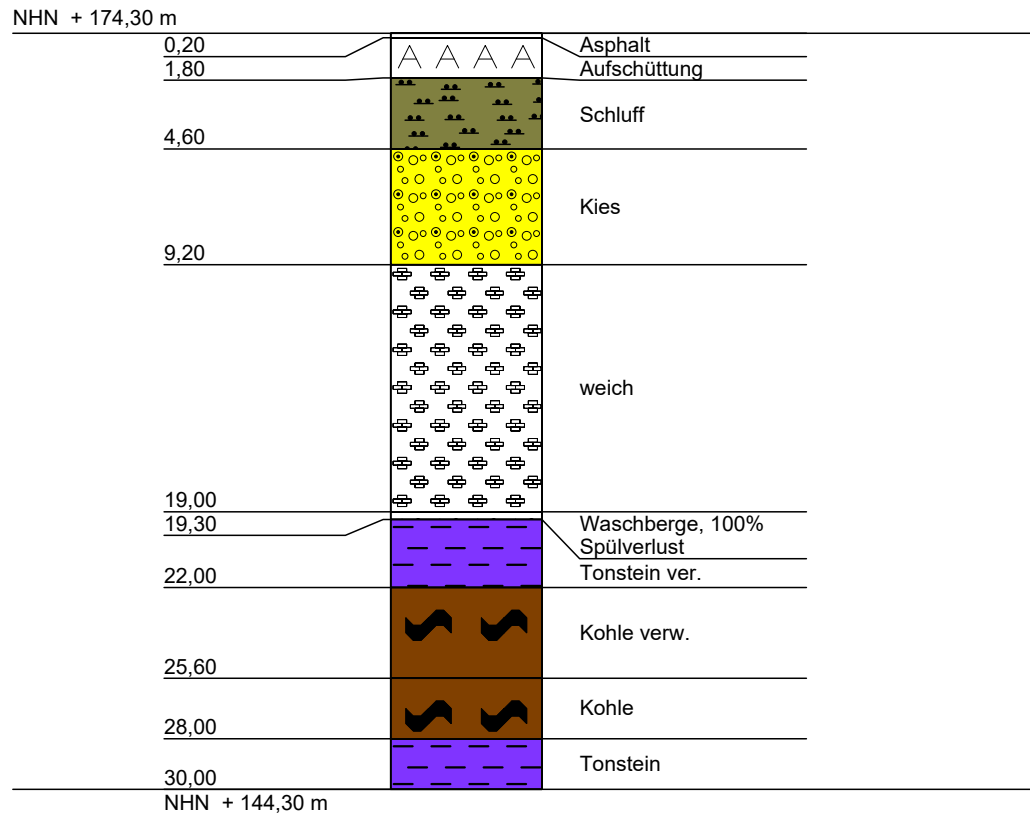 NHN + 174,30 m
0,20
Asphalt
1,80
Aufschüttung
Schluff
4,60
Kies
9,20
weich
19,00
19,30
Waschberge, 100%
Spülverlust
22,00
Tonstein ver.
Kohle verw.
25,60
Kohle
28,00
Tonstein
30,00
NHN + 144,30 m